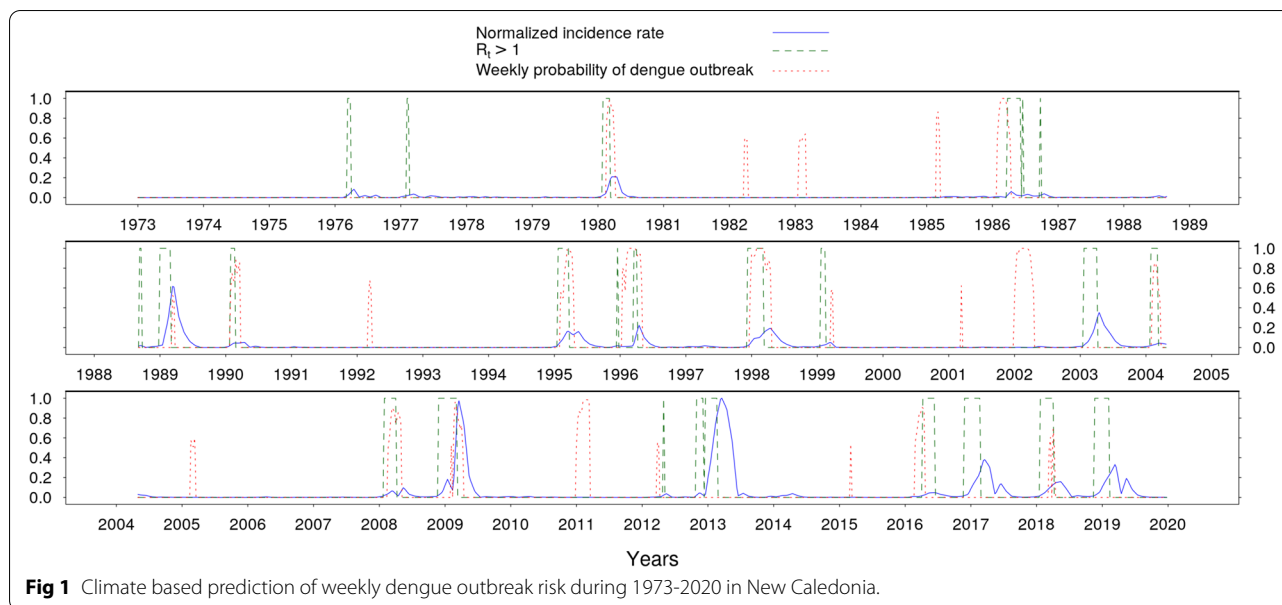 Normalized incidence rate
Rt > 1
Weekly probability of dengue outbreak
1.0
0.8
0.6
0.4
0.2
0.0
1973 1974 1975 1976 1977 1978 1979 1980 1981 1982 1983 1984 1985 1986 1987 1988 1989
1.0
0.8
0.6
0.4
0.2
0.0
1988 1989 1990 1991 1992 1993 1994 1995 1996 1997 1998 1999 2000 2001 2002 2003 2004 2005
1.0
0.8
0.6
0.4
0.2
0.0
2004 2005 2006 2007 2008 2009 2010 2011 2012 2013 2014 2015 2016 2017 2018 2019 2020
Years
Fig 1 Climate based prediction of weekly dengue outbreak risk during 1973-2020 in New Caledonia.